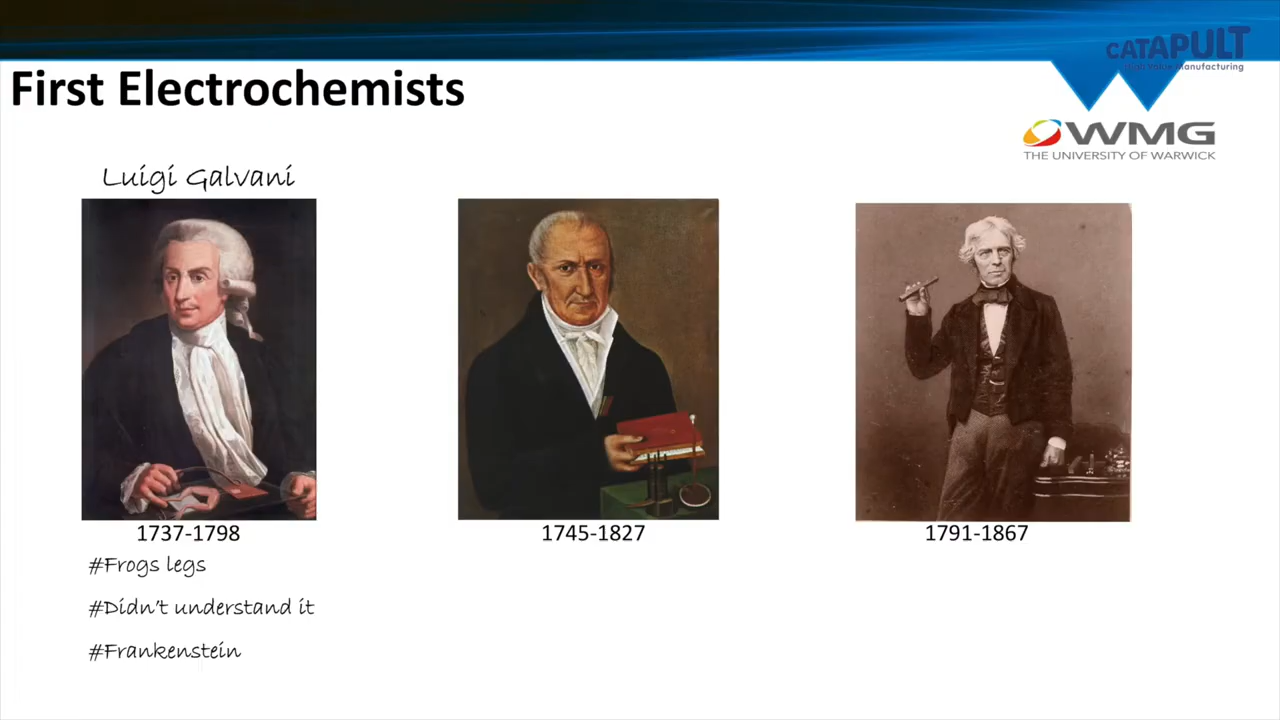 CATAPULT
High Value Manufacturing
First Electrochemists
WMG
THE UNIVERSITY OF WARWICK
Luigi Galvani
1737-1798
1745-1827
1791-1867
#Frogs legs
#Didn't understand it
#Frankenstein